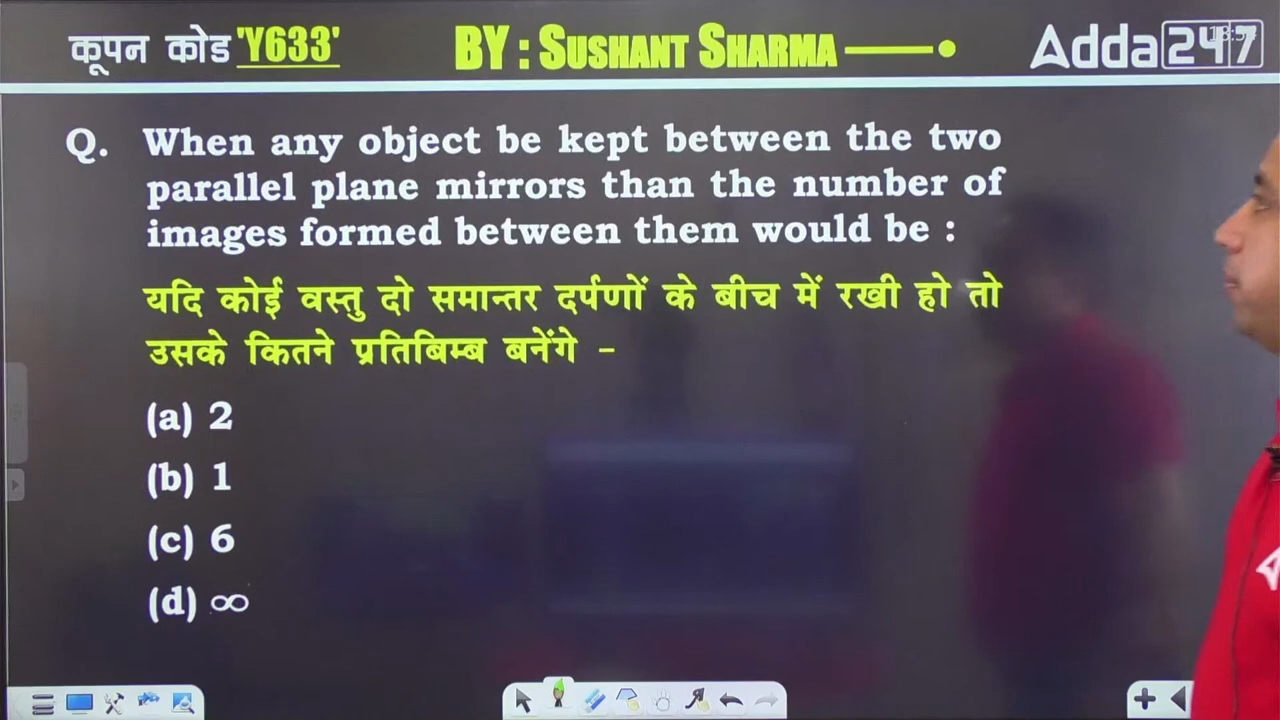 कूपन कोड 'Y633'
BY : SUSHANT SHARMA
Adda247
Q. When any object be kept between the two
parallel plane mirrors than the number of
images formed between them would be :
यदि कोई वस्तु दो समान्तर दर्पणों के बीच में रखी हो तो
उसके कितने प्रतिबिम्ब बनेंगे -
(a) 2
(b) 1
(c) 6
(d) ∞